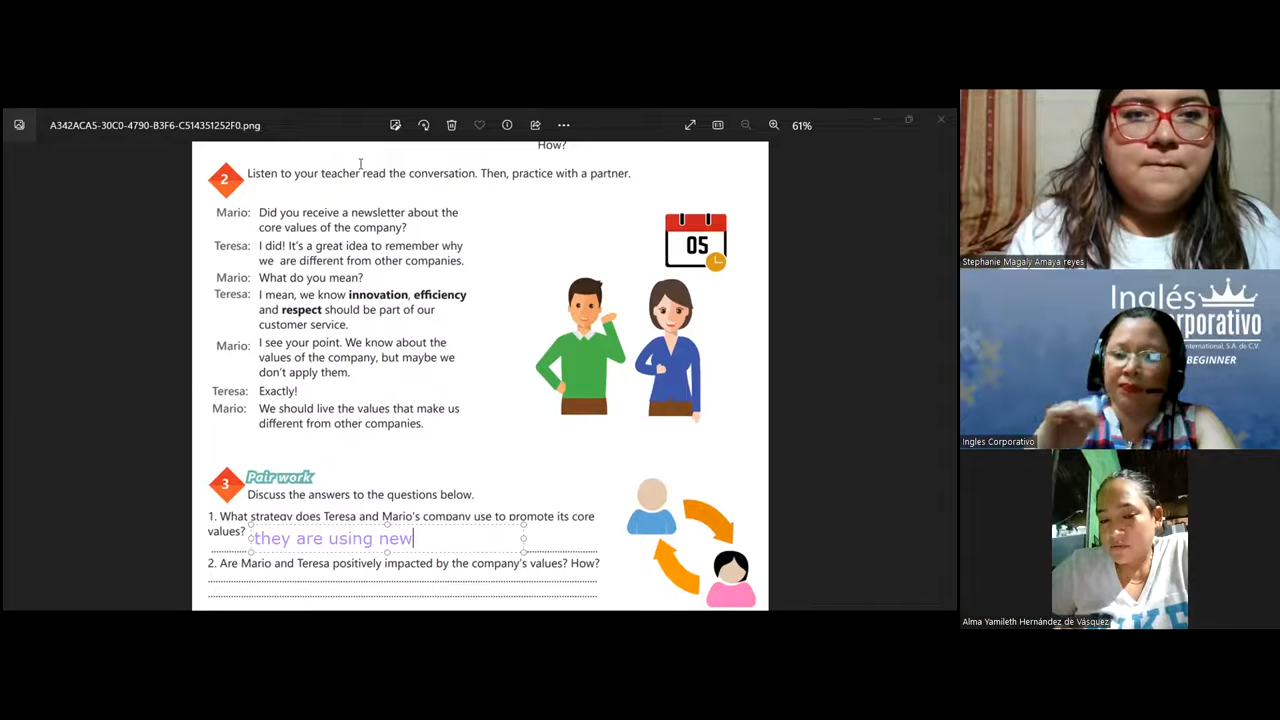 A342ACA5-30C0-4790-B3F6-C514351252F0.png
61%
How?
2
Listen to your teacher read the conversation. Then, practice with a partner.
Mario: Did you receive a newsletter about the
core values of the company?
Teresa: I did! It's a great idea to remember why
we are different from other companies.
Mario: What do you mean?
Teresa: I mean, we know innovation, efficiency
and respect should be part of our
customer service.
Mario: I see your point. We know about the
values of the company, but maybe we
don't apply them.
Teresa: Exactly!
Mario: We should live the values that make us
different from other companies.
05
3
Pair work
Discuss the answers to the questions below.
1. What strategy does Teresa and Mario's company use to promote its core
values?
they are using new
2. Are Mario and Teresa positively impacted by the company's values? How?
Stephanie Magaly Amaya reyes
Inglés
corporativo
International, S.A. de C.V.
BEGINNER
Ingles Corporativo
Alma Yamileth Hernández de Vásquez